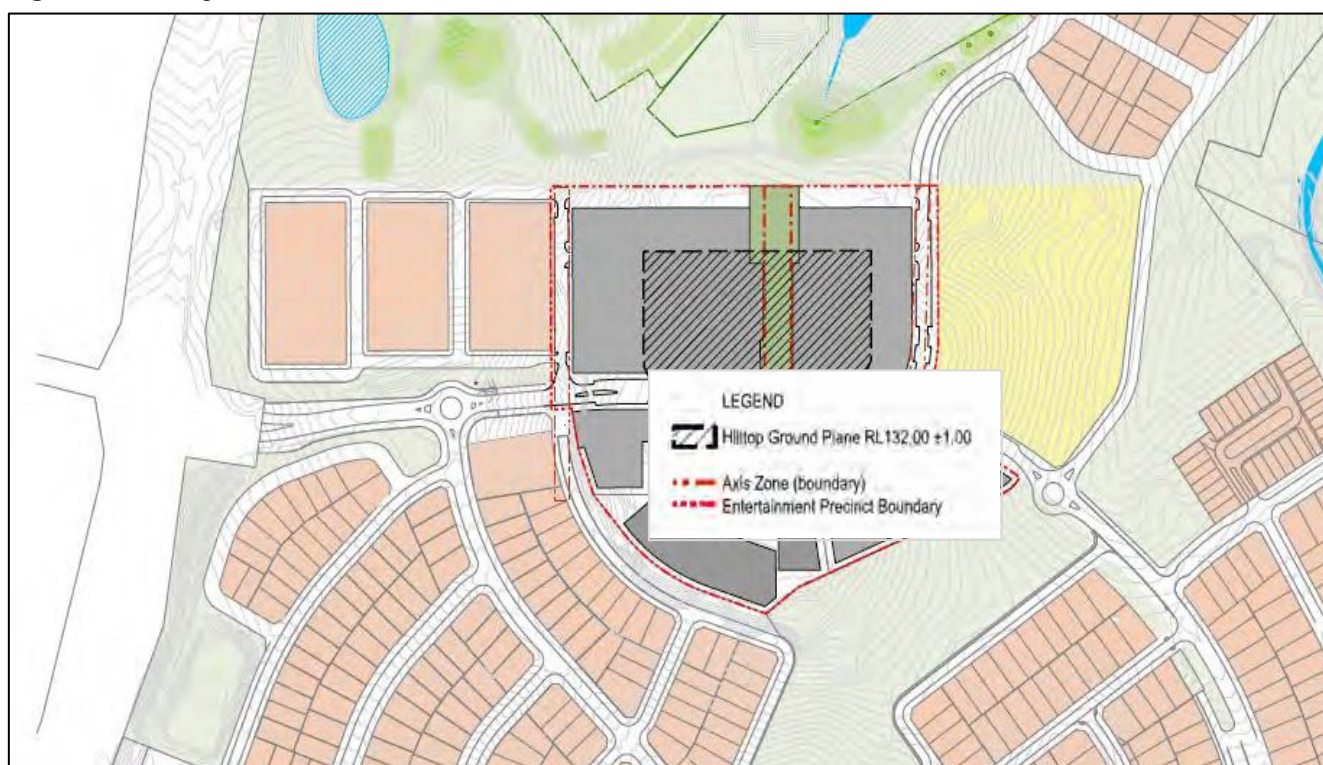 LEGEND
Hilltop Ground Plane RL132.00 ±1.00
Axis Zone (boundary)
Entertainment Precinct Boundary